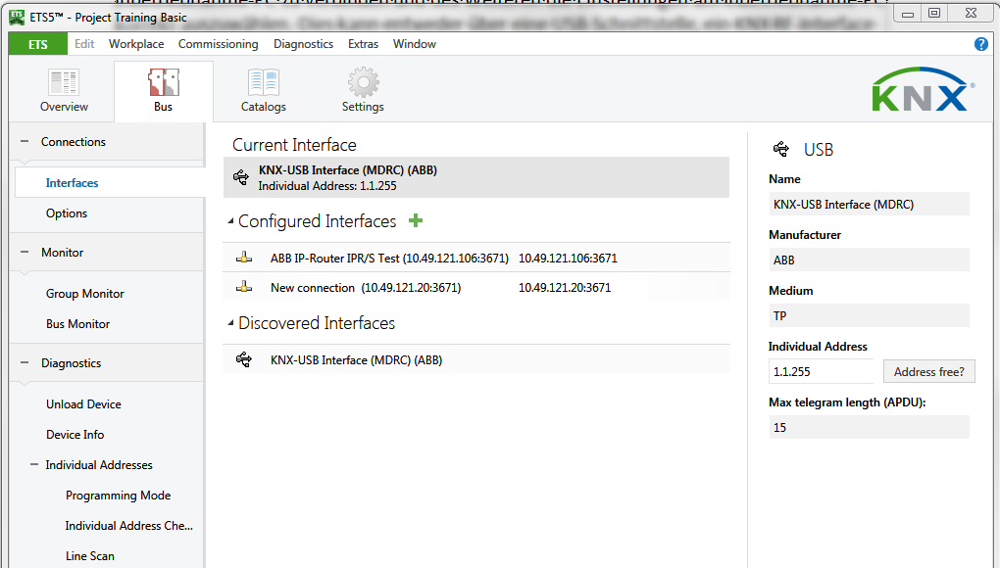 ETS5™ - Project Training Basic
ETS Edit Workplace Commissioning Diagnostics Extras Window
Overview Bus Catalogs Settings
KNX®
Connections
Interfaces
Options
Monitor
Group Monitor
Bus Monitor
Diagnostics
Unload Device
Device Info
Individual Addresses
Programming Mode
Individual Address Che...
Line Scan
Current Interface
KNX-USB Interface (MDRC) (ABB)
Individual Address: 1.1.255
Configured Interfaces
ABB IP-Router IPR/S Test (10.49.121.106:3671) 10.49.121.106:3671
New connection (10.49.121.20:3671) 10.49.121.20:3671
Discovered Interfaces
KNX-USB Interface (MDRC) (ABB)
USB
Name
KNX-USB Interface (MDRC)
Manufacturer
ABB
Medium
TP
Individual Address
1.1.255 Address free?
Max telegram length (APDU):
15